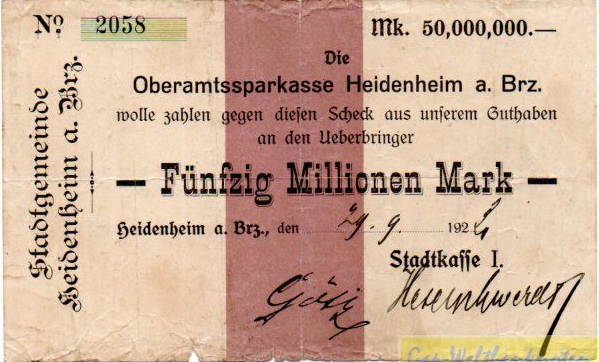 No 2058
Mk. 50,000,000.—
Stadtgemeinde
Heidenheim a. Brz.
Die
Oberamtssparkasse Heidenheim a. Brz.
wolle zahlen gegen diesen Scheck aus unserem Guthaben
an den Ueberbringer
— Fünfzig Millionen Mark —
Heidenheim a. Brz., den 29. 9. 192
Stadtkasse I.